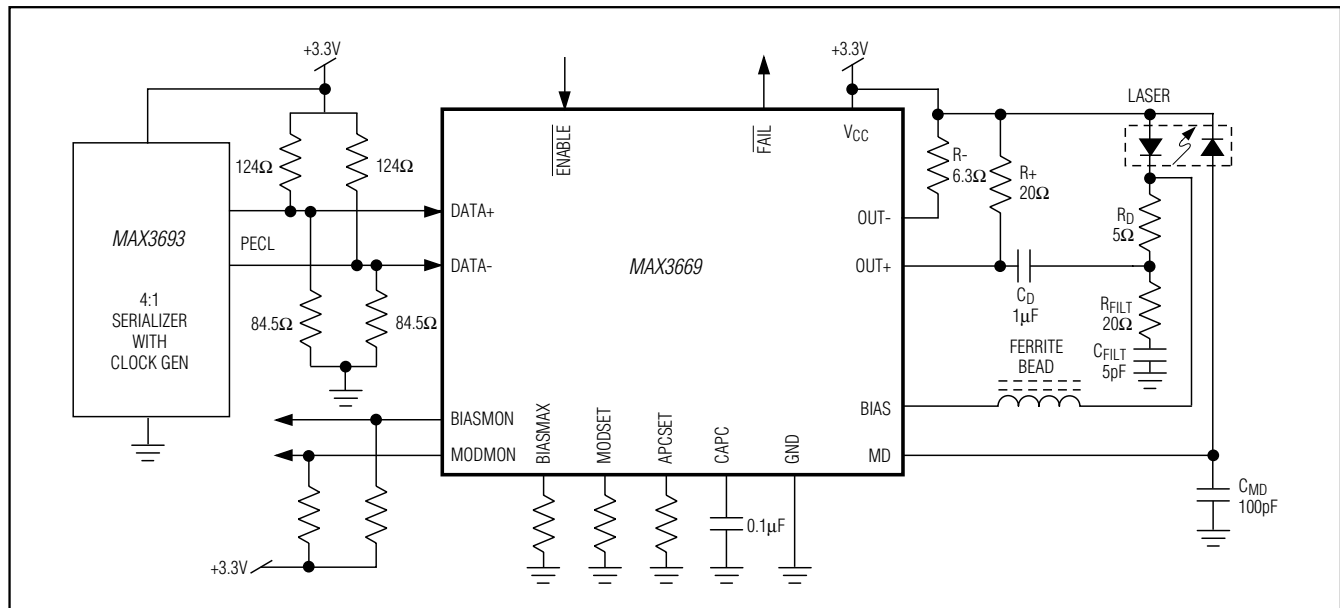 +3.3V
+3.3V
LASER
ENABLE
FAIL
VCC
124Ω
124Ω
R-
6.3Ω
R+
20Ω
DATA+
OUT-
RD
5Ω
MAX3693
PECL
MAX3669
DATA-
OUT+
4:1
SERIALIZER
WITH
CLOCK GEN
84.5Ω
84.5Ω
CD
1μF
RFILT
20Ω
FERRITE
BEAD
CFILT
5pF
BIASMON
BIAS
MODMON
BIASMAX
MODSET
APCSET
CAPC
GND
MD
CMD
100pF
0.1μF
+3.3V